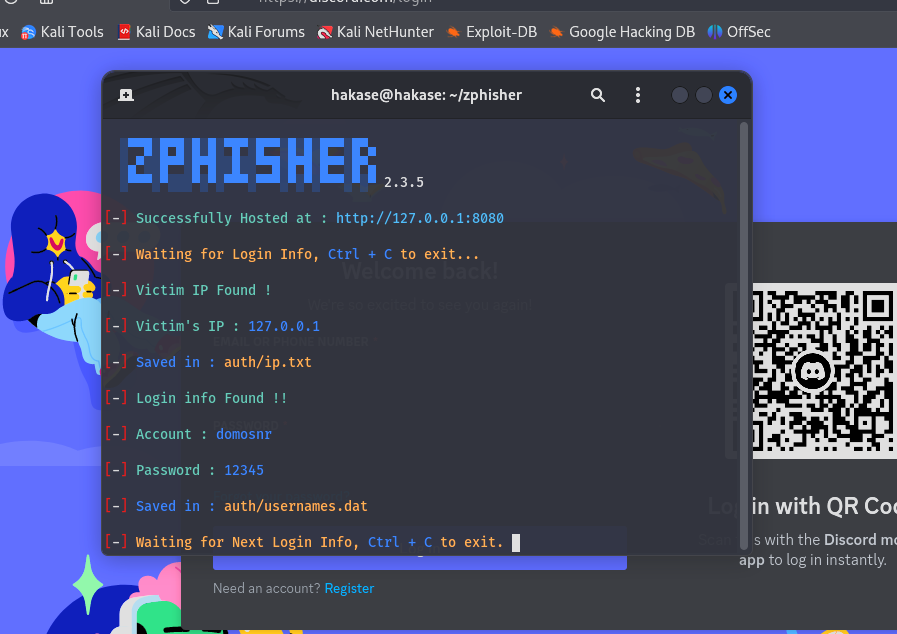 https://discord.com/login
Kali Tools Kali Docs Kali Forums Kali NetHunter Exploit-DB Google Hacking DB OffSec
hakase@hakase: ~/zphisher
ZPHISHER 2.3.5
[-] Successfully Hosted at : http://127.0.0.1:8080
[-] Waiting for Login Info, Ctrl + C to exit...
Welcome back!
[-] Victim IP Found !
We're so excited to see you again!
[-] Victim's IP : 127.0.0.1
EMAIL OR PHONE NUMBER
[-] Saved in : auth/ip.txt
[-] Login info Found !!
[-] Account : domosnr
[-] Password : 12345
[-] Saved in : auth/usernames.dat
[-] Waiting for Next Login Info, Ctrl + C to exit.
Log in with QR Co
s with the Discord m
app to log in instantly.
Need an account? Register